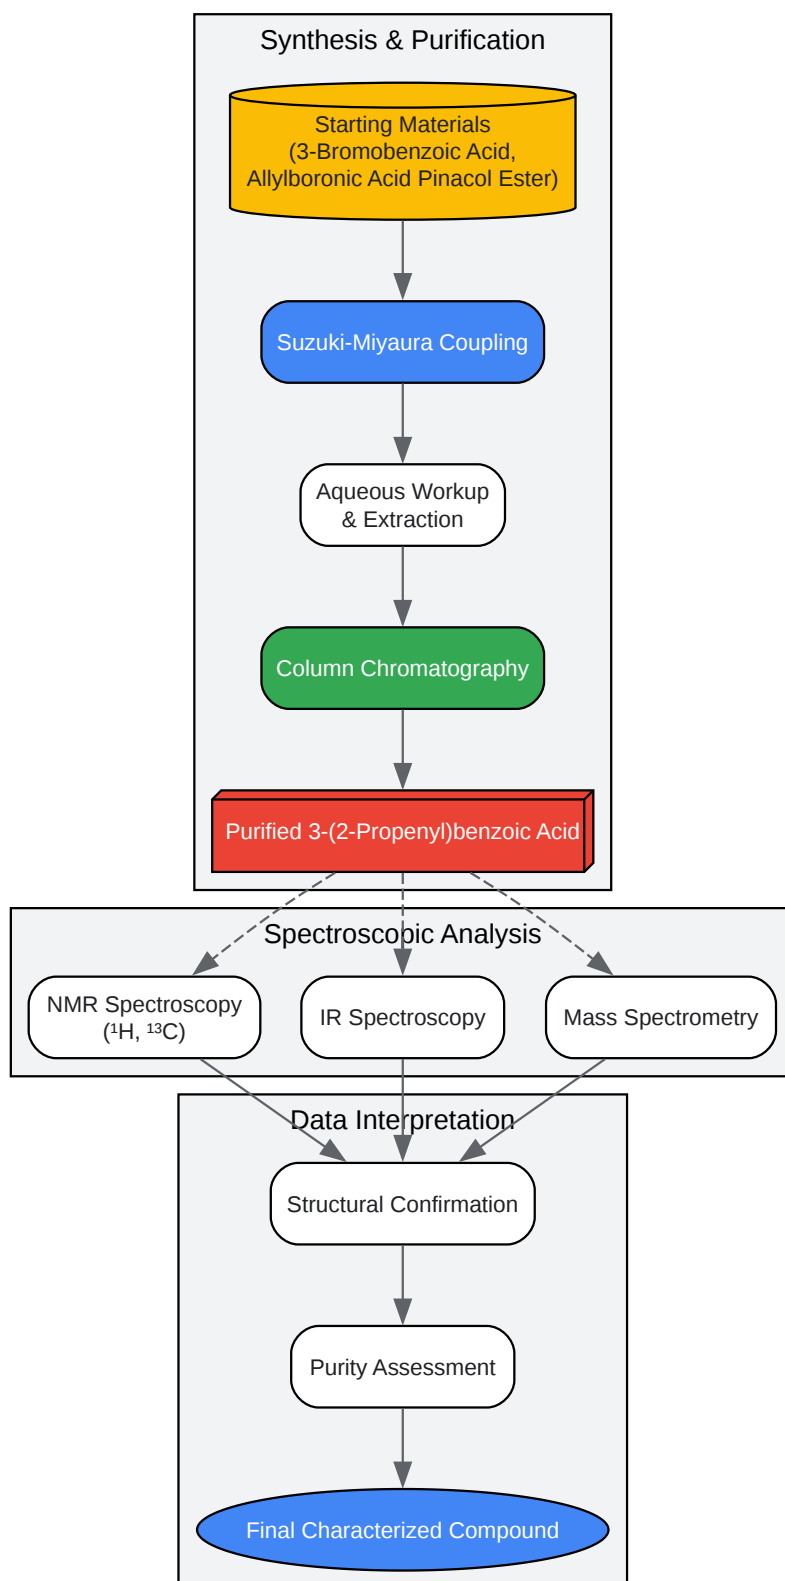 Synthesis & Purification
Starting Materials
(3-Bromobenzoic Acid,
Allylboronic Acid Pinacol Ester)
Suzuki-Miyaura Coupling
Aqueous Workup
& Extraction
Column Chromatography
Purified 3-(2-Propenyl)benzoic Acid
Spectroscopic Analysis
NMR Spectroscopy
(¹H, ¹³C)
IR Spectroscopy
Mass Spectrometry
Data Interpretation
Structural Confirmation
Purity Assessment
Final Characterized Compound